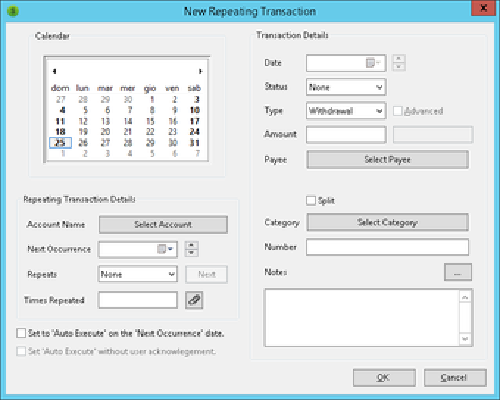 New Repeating Transaction
Calendar
dom lun mar mer gio ven sab
27 28 29 30 1 2 3
4 5 6 7 8 9 10
11 12 13 14 15 16 17
18 19 20 21 22 23 24
25 26 27 28 29 30 31
1 2 3 4 5 6 7
Repeating Transaction Details
Account Name Select Account
Next Occurrence
Repeats None Next
Times Repeated
Set to 'Auto Execute' on the 'Next Occurrence' date.
Set 'Auto Execute' without user acknowlegement.
Transaction Details
Date
Status None
Type Withdrawal Advanced
Amount
Payee Select Payee
Split
Category Select Category
Number
Notes ...
OK Cancel